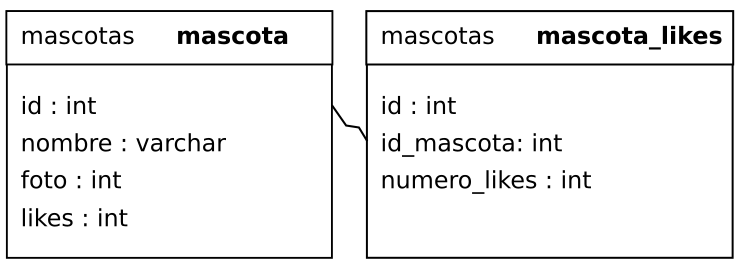 mascotas mascota
id : int
nombre : varchar
foto : int
likes : int
mascotas mascota_likes
id : int
id_mascota: int
numero_likes : int